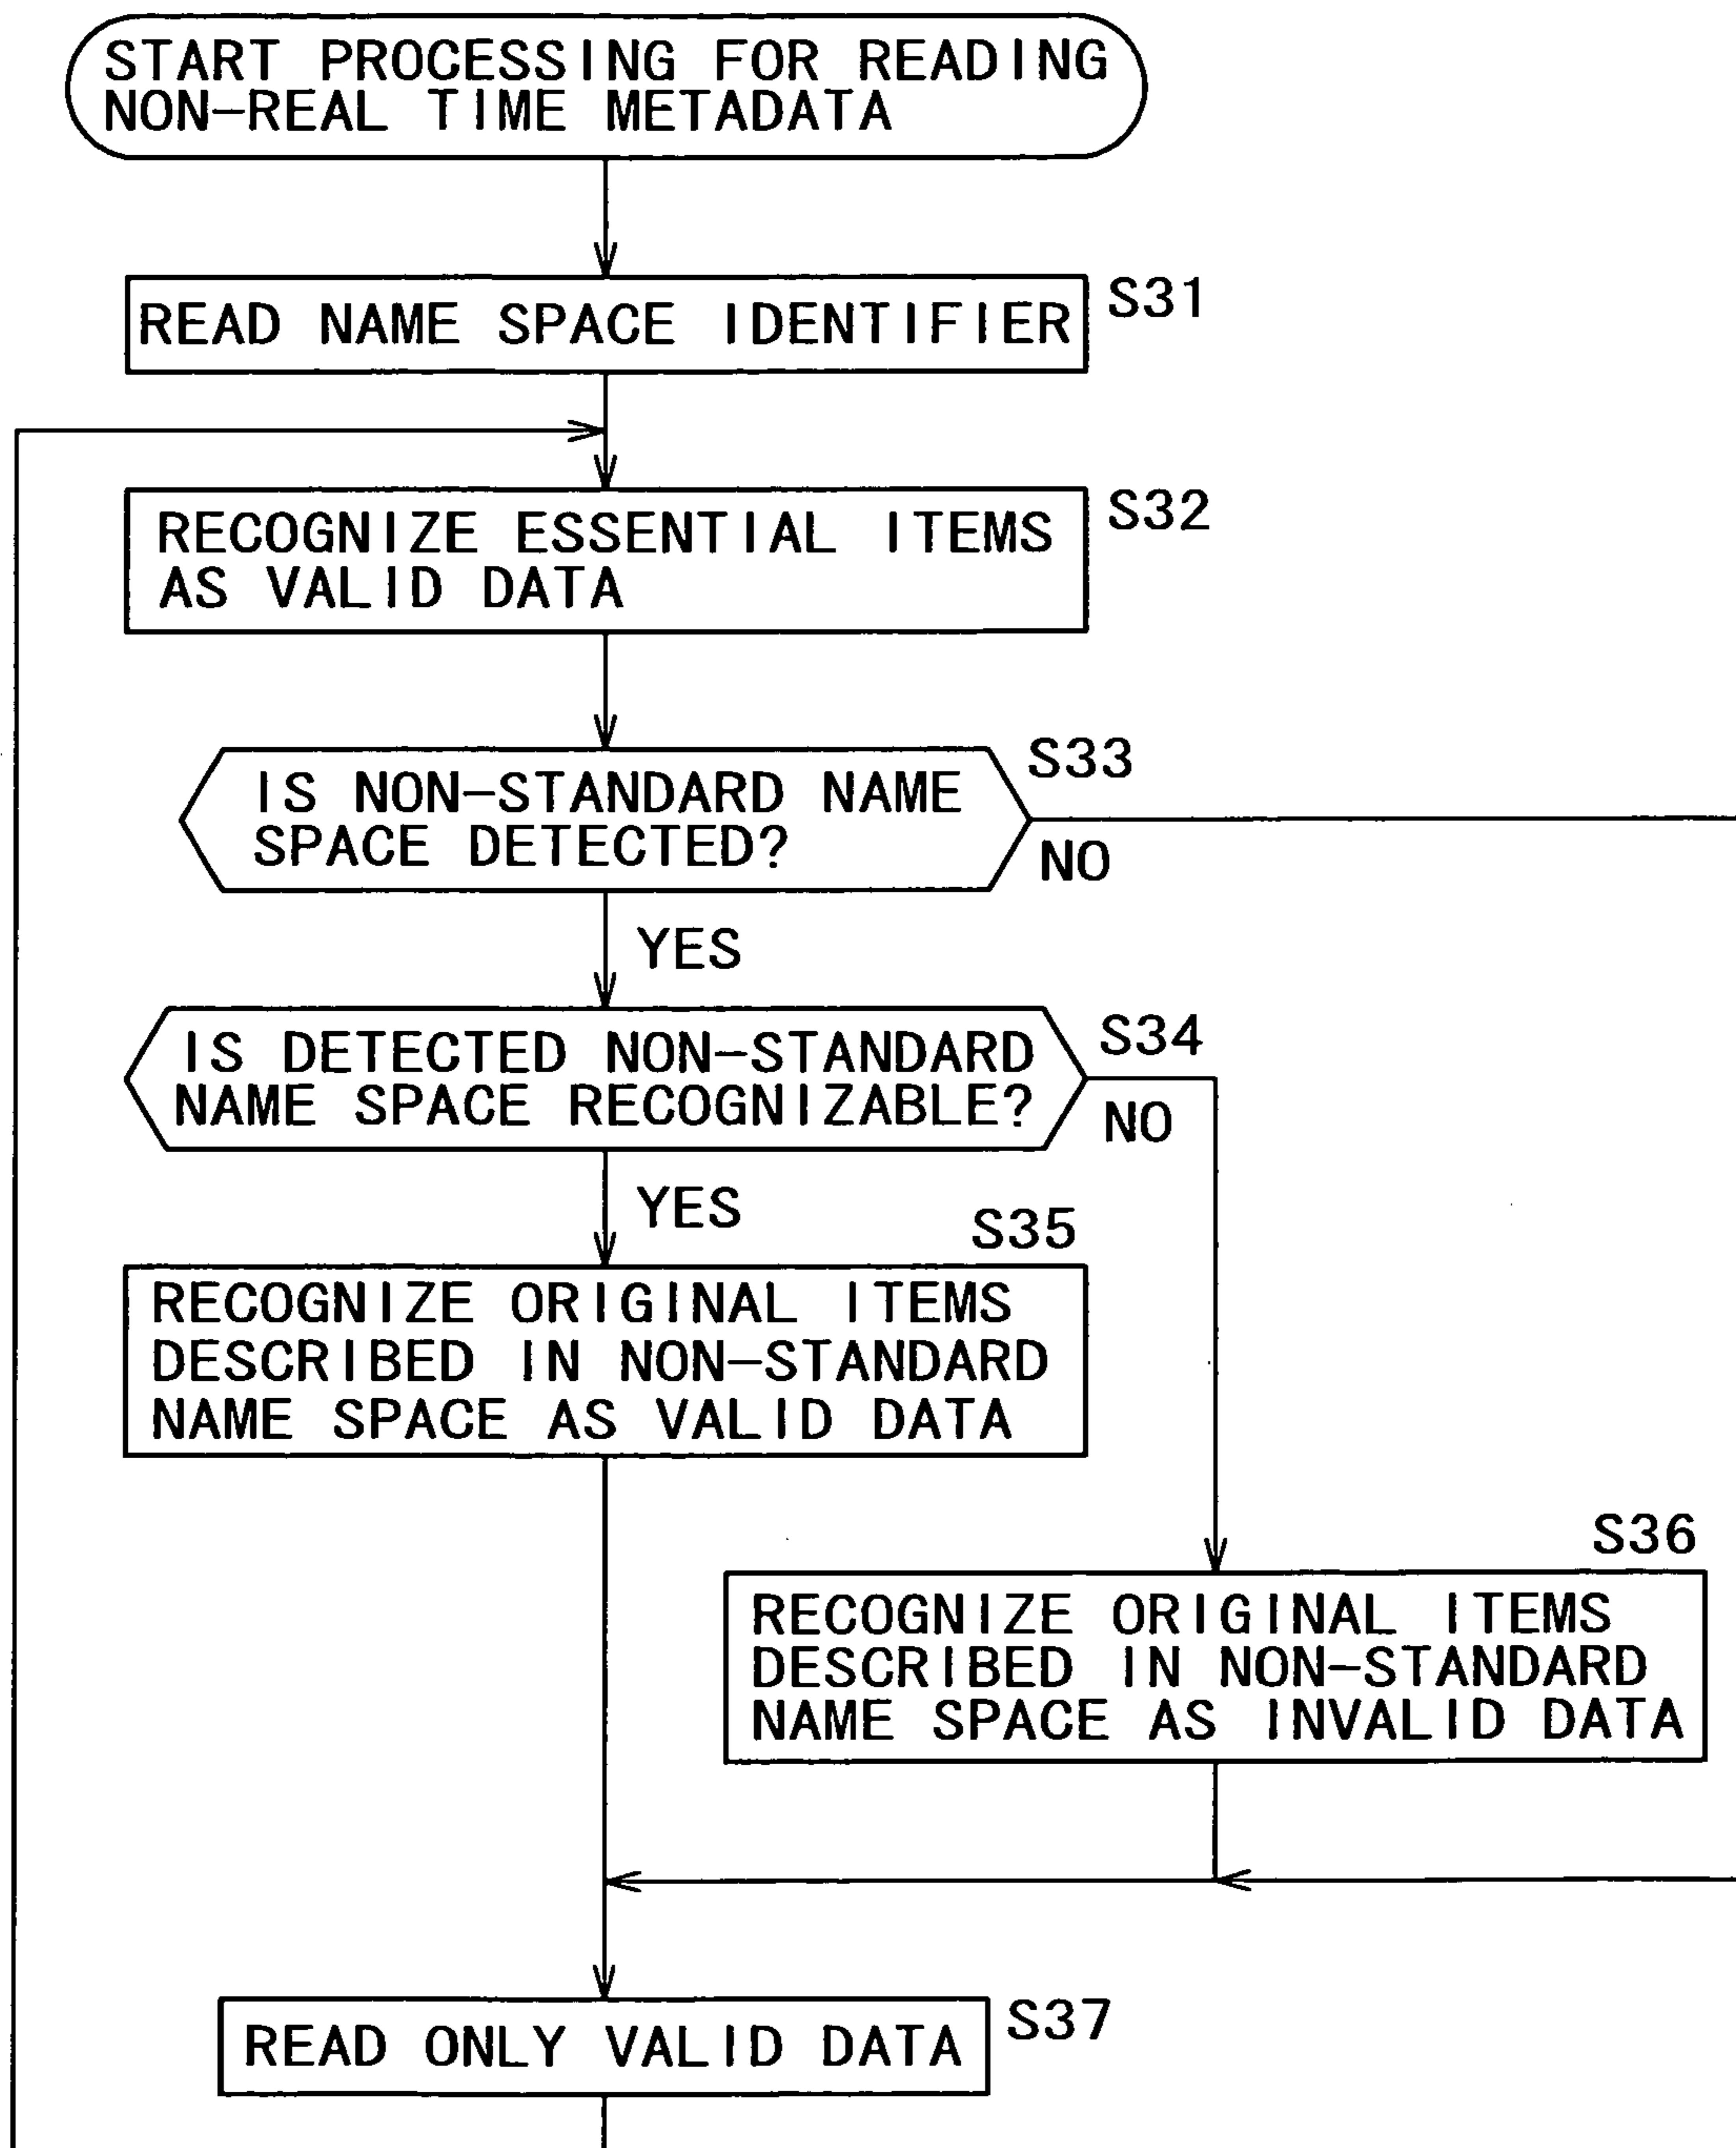 START PROCESSING FOR READING
NON-REAL TIME METADATA
READ NAME SPACE IDENTIFIER
S31
RECOGNIZE ESSENTIAL ITEMS
AS VALID DATA
S32
IS NON-STANDARD NAME
SPACE DETECTED?
S33
NO
YES
IS DETECTED NON-STANDARD
NAME SPACE RECOGNIZABLE?
S34
NO
YES
S35
RECOGNIZE ORIGINAL ITEMS
DESCRIBED IN NON-STANDARD
NAME SPACE AS VALID DATA
S36
RECOGNIZE ORIGINAL ITEMS
DESCRIBED IN NON-STANDARD
NAME SPACE AS INVALID DATA
READ ONLY VALID DATA
S37